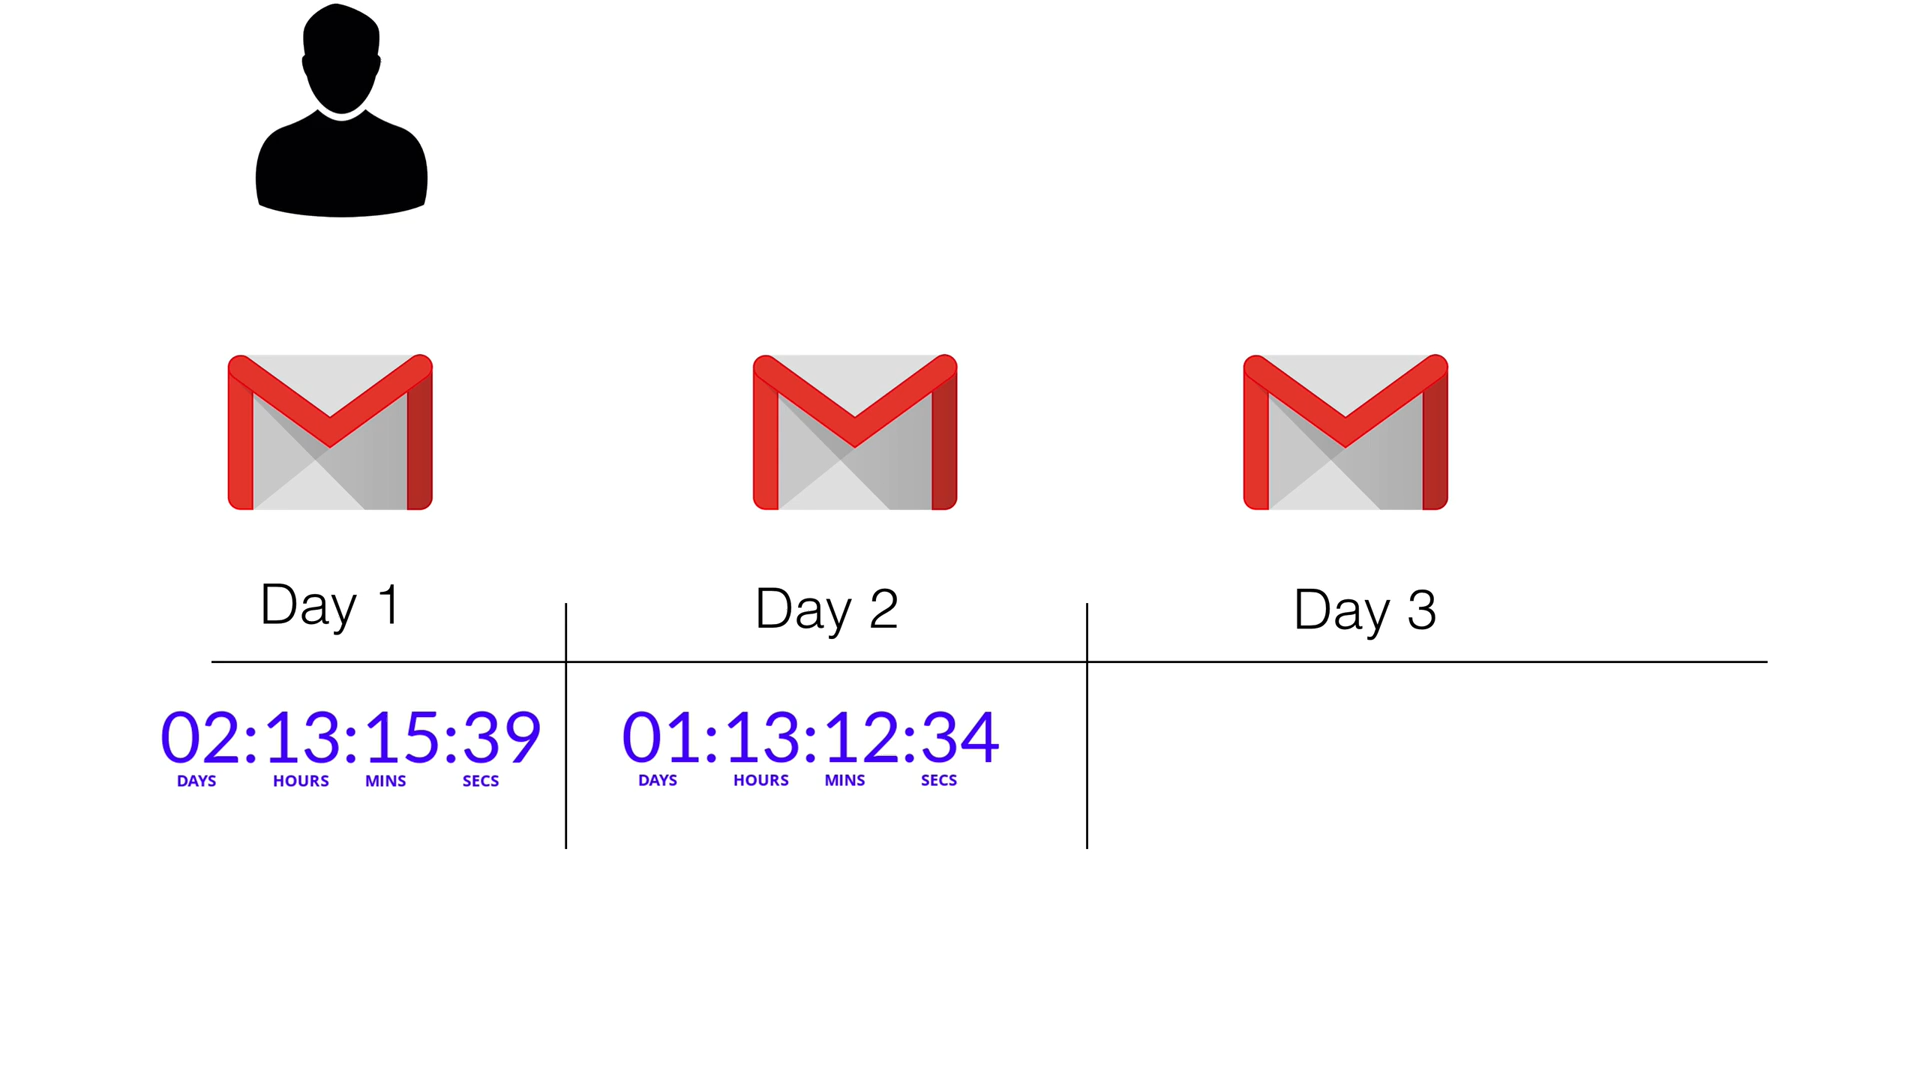 Day 1
Day 2
Day 3
02:13:15:39
DAYS HOURS MINS SECS
01:13:12:34
DAYS HOURS MINS SECS